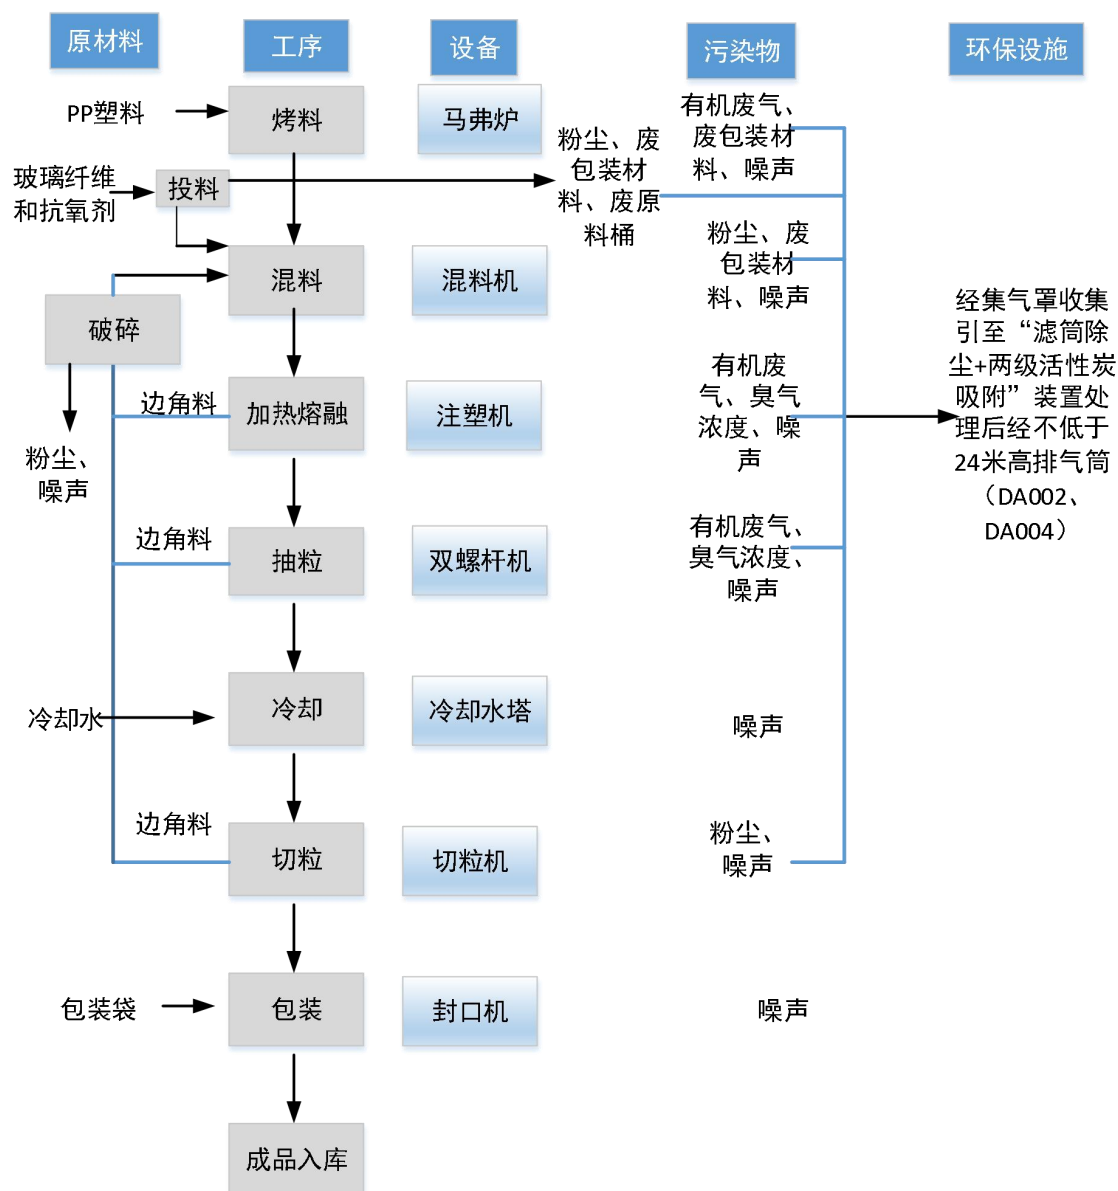 原材料
工序
设备
污染物
环保设施
PP塑料
烤料
马弗炉
有机废气、
废包装材
料、噪声
玻璃纤维
和抗氧剂
投料
粉尘、废
包装材
料、废原
料桶
混料
混料机
粉尘、废
包装材
料、噪声
破碎
粉尘、
噪声
边角料
加热熔融
注塑机
有机废
气、臭气
浓度、噪
声
经集气罩收集
引至“滤筒除
尘+两级活性炭
吸附”装置处
理后经不低于
24米高排气筒
（DA002、
DA004）
边角料
抽粒
双螺杆机
有机废气、
臭气浓度、
噪声
冷却水
冷却
冷却水塔
噪声
边角料
切粒
切粒机
粉尘、
噪声
包装袋
包装
封口机
噪声
成品入库